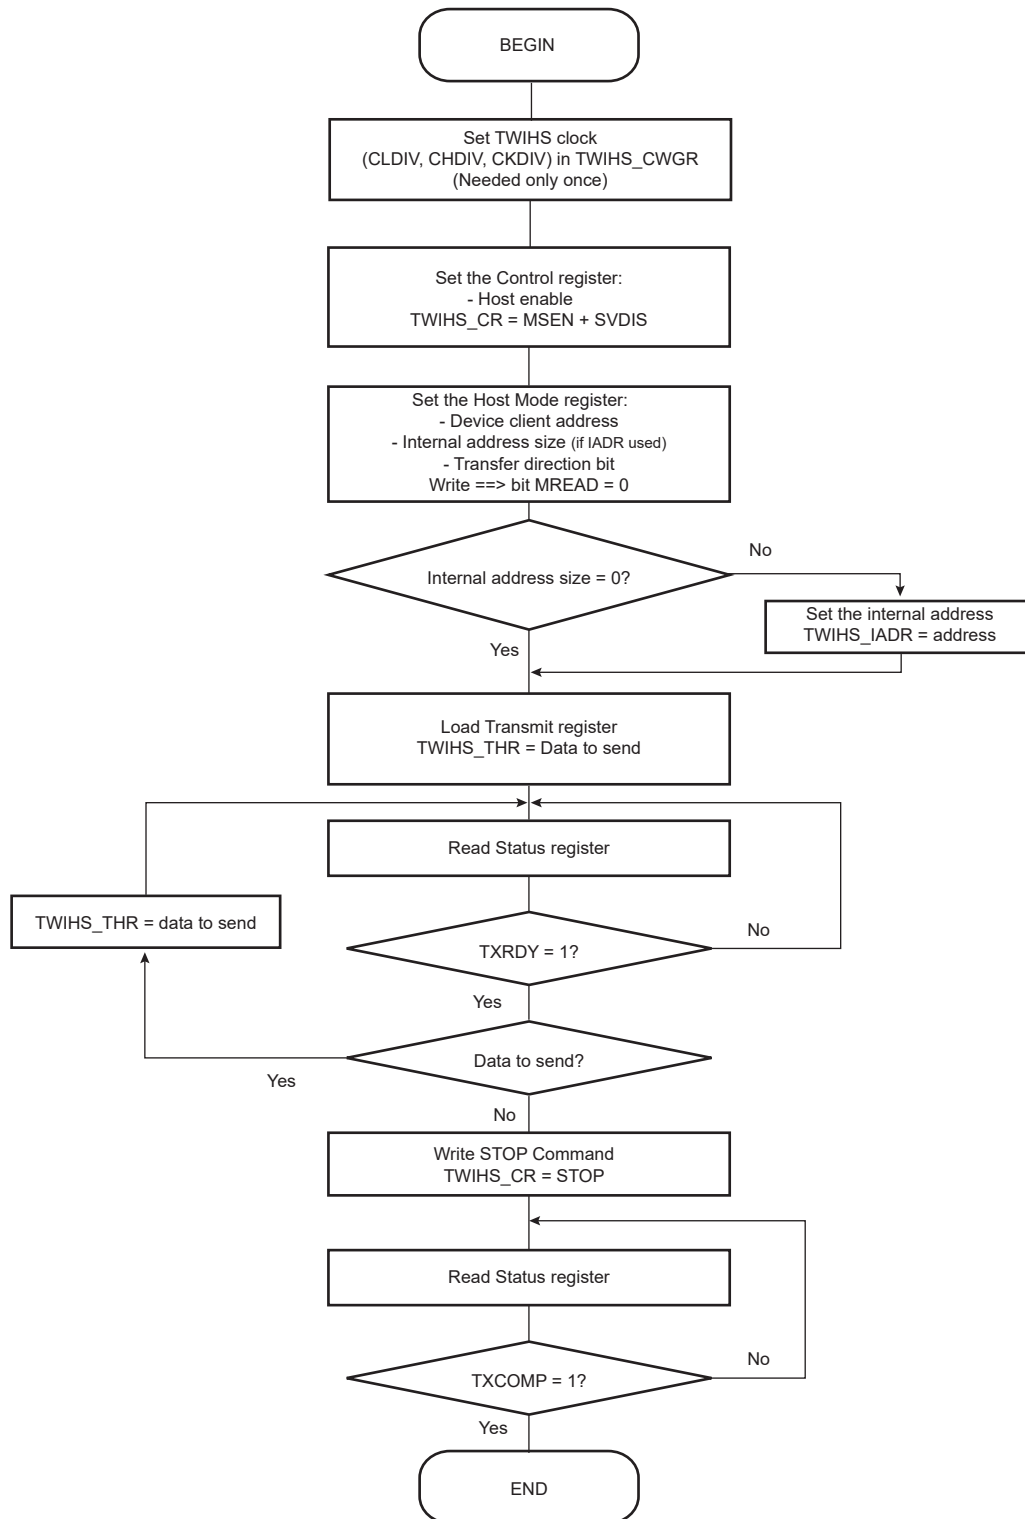 BEGIN
Set TWIHS clock
(CLDIV, CHDIV, CKDIV) in TWIHS_CWGR
(Needed only once)
Set the Control register:
- Host enable
TWIHS_CR = MSEN + SVDIS
Set the Host Mode register:
- Device client address
- Internal address size (if IADR used)
- Transfer direction bit
Write ==> bit MREAD = 0
No
Internal address size = 0?
Set the internal address
TWIHS_IADR = address
Yes
Load Transmit register
TWIHS_THR = Data to send
Read Status register
TWIHS_THR = data to send
No
TXRDY = 1?
Yes
Data to send?
Yes
No
Write STOP Command
TWIHS_CR = STOP
Read Status register
No
TXCOMP = 1?
Yes
END